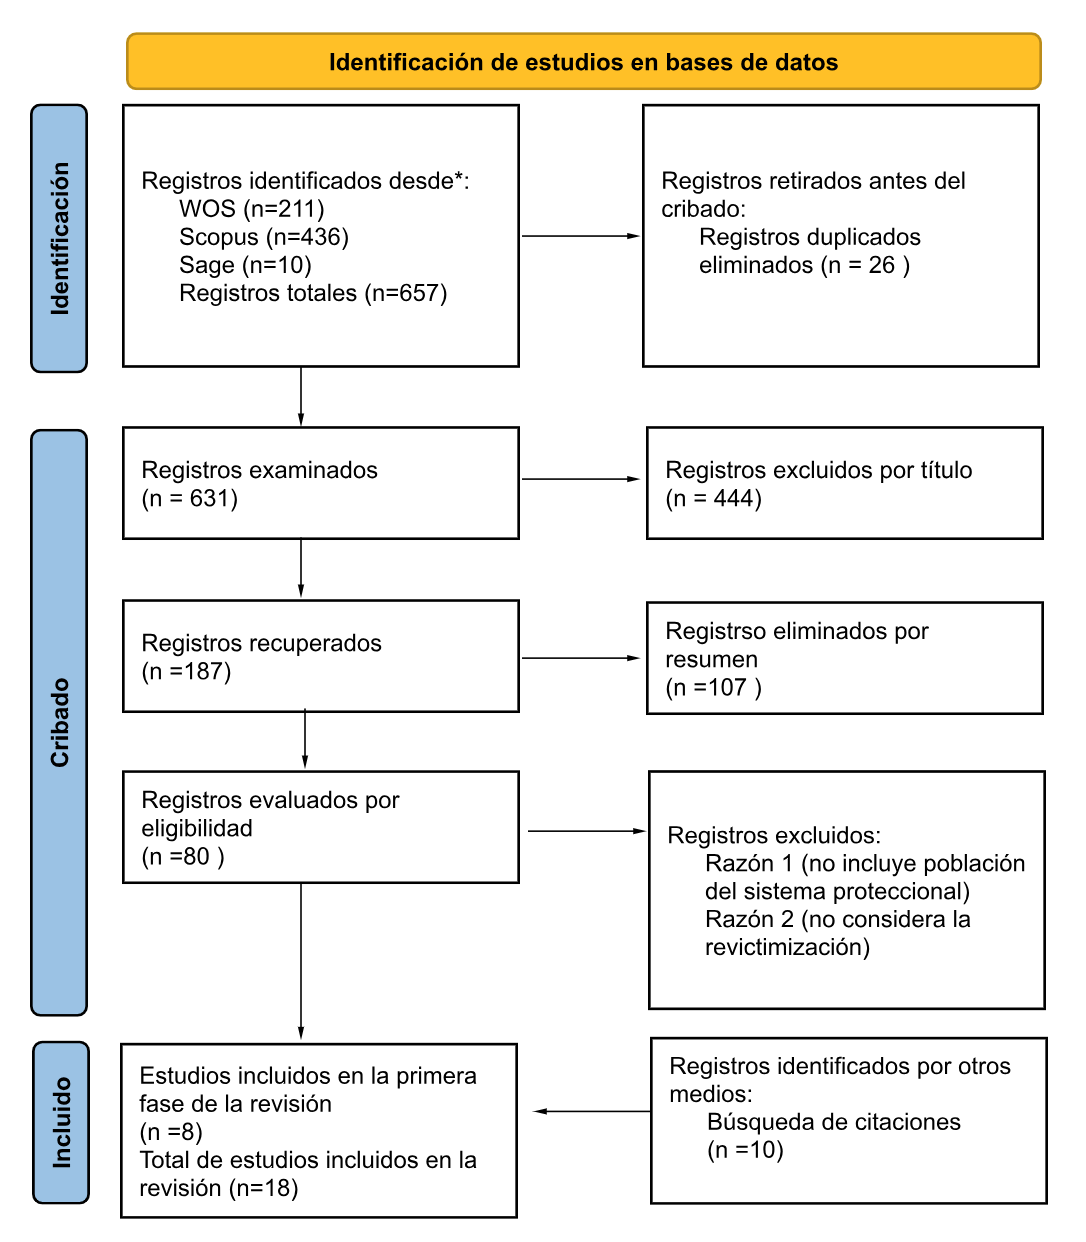 Identificación de estudios en bases de datos
Identificación
Registros identificados desde*:
WOS (n=211)
Scopus (n=436)
Sage (n=10)
Registros totales (n=657)
Registros retirados antes del
cribado:
Registros duplicados
eliminados (n = 26 )
Cribado
Registros examinados
(n = 631)
Registros excluidos por título
(n = 444)
Registros recuperados
(n =187)
Registrso eliminados por
resumen
(n =107 )
Registros evaluados por
eligibilidad
(n =80 )
Registros excluidos:
Razón 1 (no incluye población
del sistema proteccional)
Razón 2 (no considera la
revictimización)
Incluido
Estudios incluidos en la primera
fase de la revisión
(n =8)
Total de estudios incluidos en la
revisión (n=18)
Registros identificados por otros
medios:
Búsqueda de citaciones
(n =10)